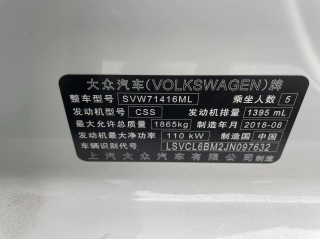 大众汽车(VOLKSWAGEN)牌
整车型号 SVW71416ML 乘坐人数 5
发动机型号 CSS 发动机排量 1395 mL
最大允许总质量 1865kg 制造年月 2018-08
发动机最大净功率 110 kW 制造国 中国
车辆识别代号 LSVCL6BM2JN097632
上汽大众汽车有限公司 制造